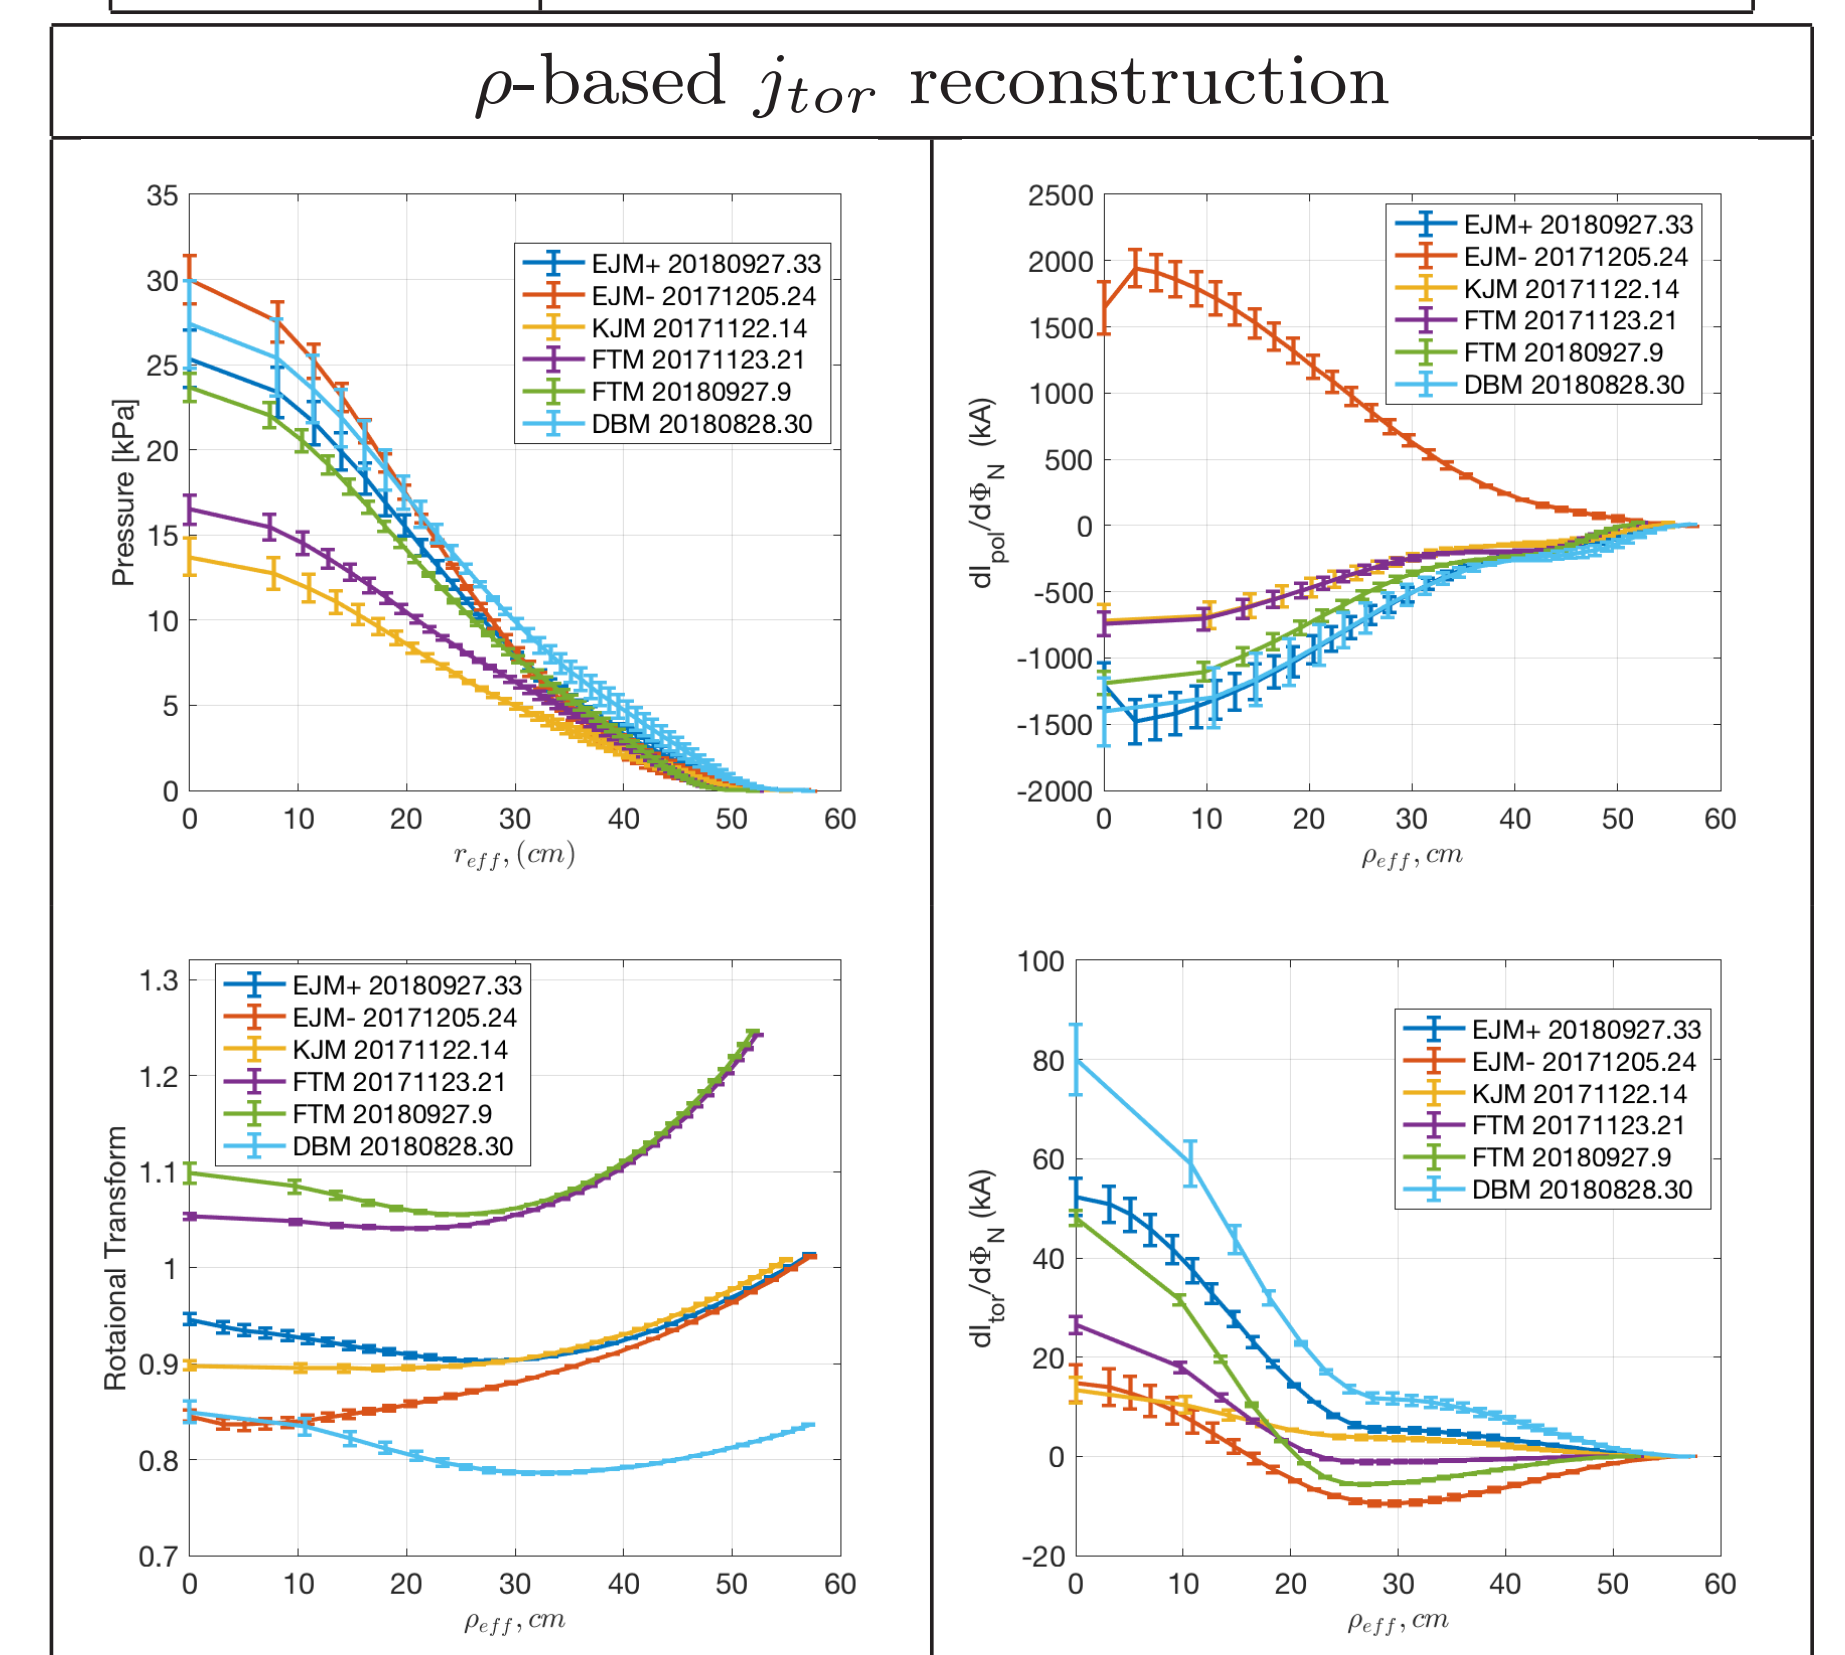 ρ-based j_tor reconstruction
35
30
25
20
15
10
5
0
Pressure [kPa]
EJM+ 20180927.33
EJM- 20171205.24
KJM 20171122.14
FTM 20171123.21
FTM 20180927.9
DBM 20180828.30
0 10 20 30 40 50 60
r_eff, (cm)
2500
2000
1500
1000
500
0
-500
-1000
-1500
-2000
dI_pol/dΦ_N (kA)
EJM+ 20180927.33
EJM- 20171205.24
KJM 20171122.14
FTM 20171123.21
FTM 20180927.9
DBM 20180828.30
0 10 20 30 40 50 60
ρ_eff, cm
1.3
1.2
1.1
1
0.9
0.8
0.7
Rotaional Transform
EJM+ 20180927.33
EJM- 20171205.24
KJM 20171122.14
FTM 20171123.21
FTM 20180927.9
DBM 20180828.30
0 10 20 30 40 50 60
ρ_eff, cm
100
80
60
40
20
0
-20
dI_tor/dΦ_N (kA)
EJM+ 20180927.33
EJM- 20171205.24
KJM 20171122.14
FTM 20171123.21
FTM 20180927.9
DBM 20180828.30
0 10 20 30 40 50 60
ρ_eff, cm